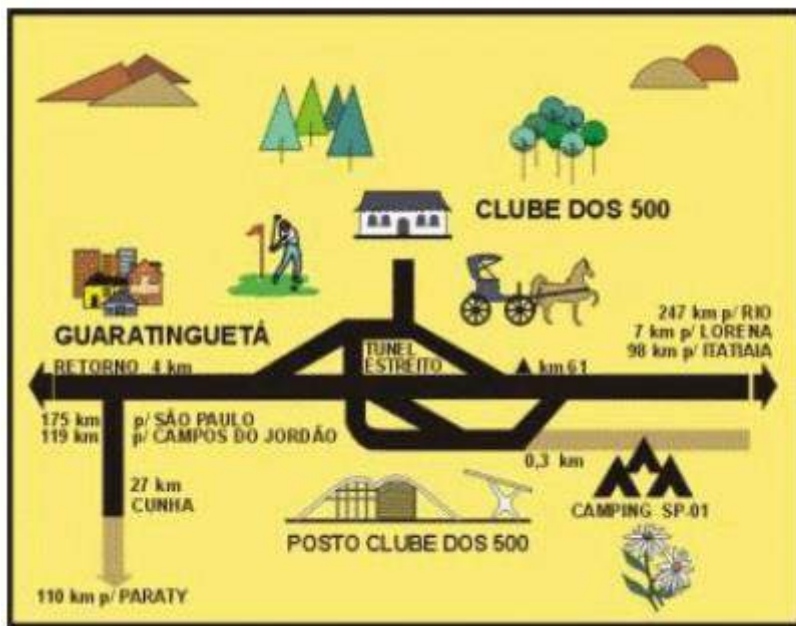 CLUBE DOS 500
GUARATINGUETÁ
247 km p/ RIO
7 km p/ LORENA
98 km p/ ITATIAIA
TUNEL
ESTREITO
RETORNO 4 km
km 61
175 km p/ SÃO PAULO
119 km p/ CAMPOS DO JORDÃO
0,3 km
27 km
CUNHA
CAMPING SP-01
POSTO CLUBE DOS 500
110 km p/ PARATY